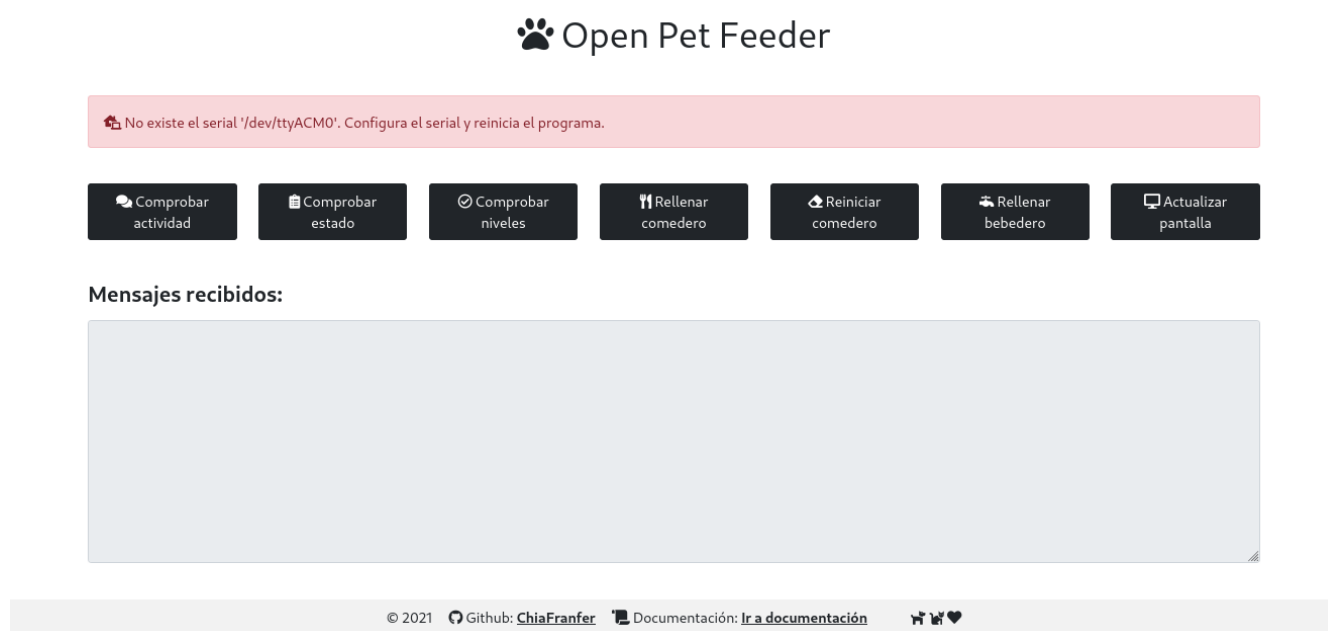 Open Pet Feeder
No existe el serial '/dev/ttyACM0'. Configura el serial y reinicia el programa.
Comprobar
actividad
Comprobar
estado
Comprobar
niveles
Rellenar
comedero
Reiniciar
comedero
Rellenar
bebedero
Actualizar
pantalla
Mensajes recibidos:
© 2021 Github: ChiaFranfer Documentación: Ir a documentación